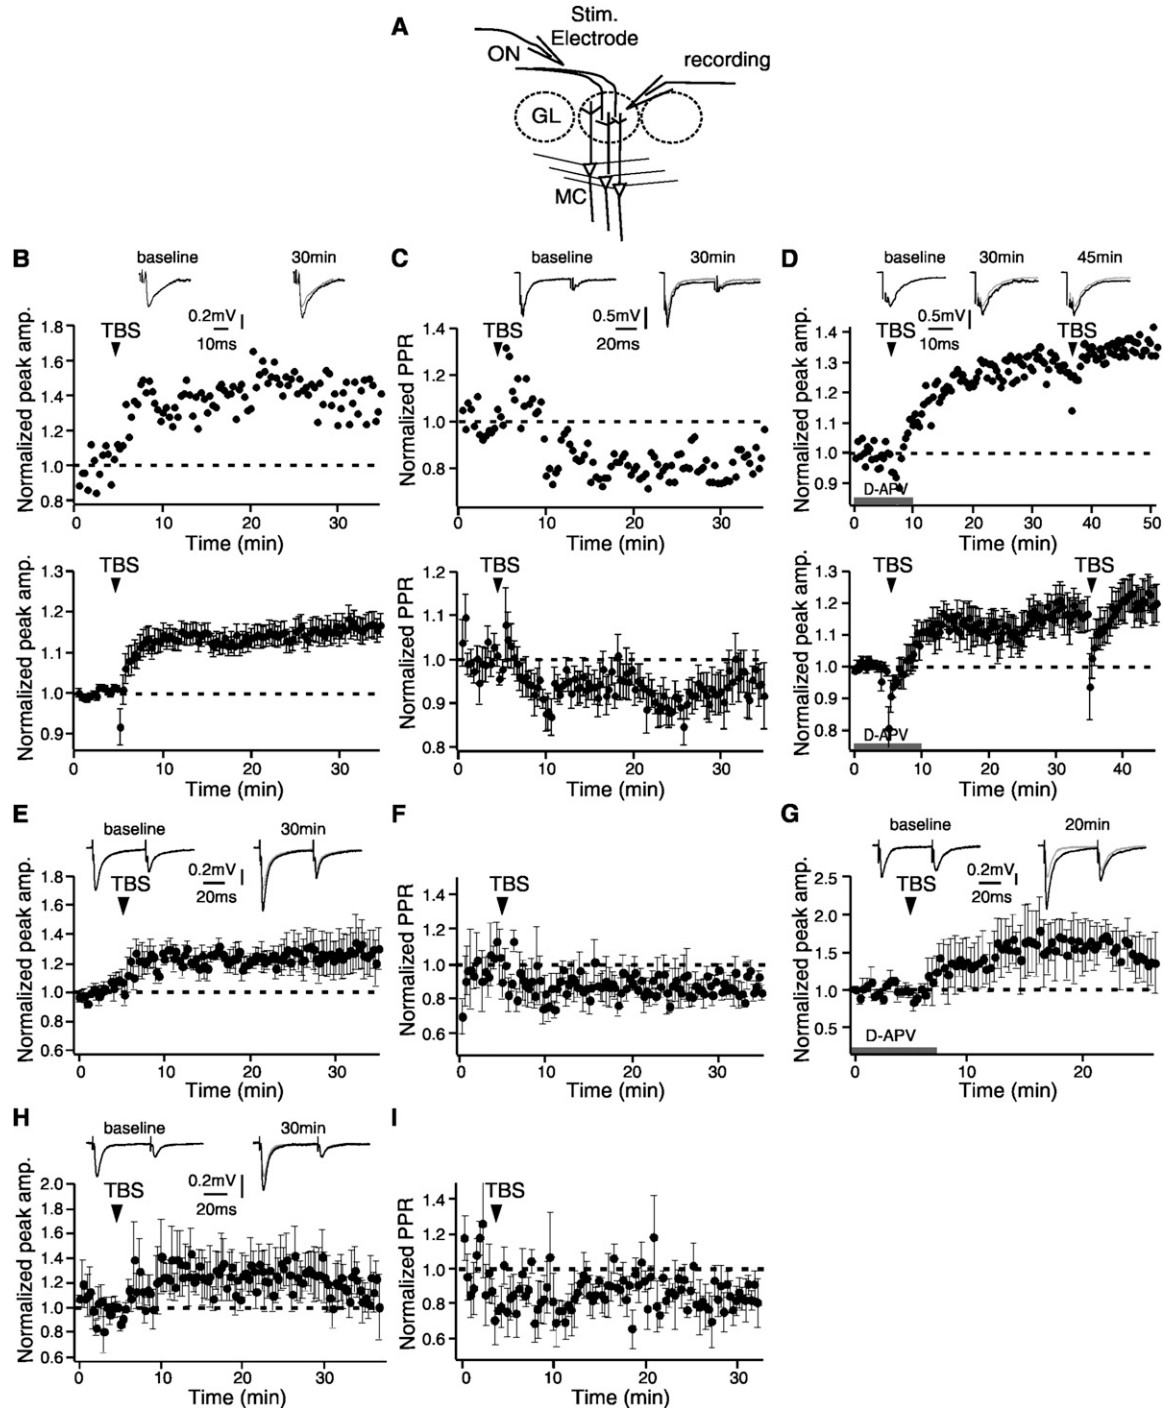 A
Stim.
Electrode
ON
recording
GL
MC
B
baseline
30min
0.2mV
10ms
TBS
Normalized peak amp.
1.8
1.6
1.4
1.2
1.0
0.8
0
10
20
30
Time (min)
TBS
Normalized peak amp.
1.3
1.2
1.1
1.0
0.9
0
10
20
30
Time (min)
C
baseline
30min
0.5mV
20ms
TBS
Normalized PPR
1.4
1.2
1.0
0.8
0
10
20
30
Time (min)
TBS
Normalized PPR
1.2
1.1
1.0
0.9
0.8
0
10
20
30
Time (min)
D
baseline
30min
45min
0.5mV
10ms
TBS
TBS
Normalized peak amp.
1.4
1.3
1.2
1.1
1.0
0.9
D-APV
0
10
20
30
40
50
Time (min)
TBS
TBS
Normalized peak amp.
1.3
1.2
1.1
1.0
0.9
0.8
D-APV
0
10
20
30
40
Time (min)
E
baseline
30min
0.2mV
20ms
TBS
Normalized peak amp.
1.8
1.6
1.4
1.2
1.0
0.8
0.6
0
10
20
30
Time (min)
F
TBS
Normalized PPR
1.4
1.2
1.0
0.8
0.6
0
10
20
30
Time (min)
G
baseline
20min
0.2mV
20ms
TBS
Normalized peak amp.
2.5
2.0
1.5
1.0
0.5
D-APV
0
10
20
Time (min)
H
baseline
30min
0.2mV
20ms
TBS
Normalized peak amp.
2.0
1.8
1.6
1.4
1.2
1.0
0.8
0.6
0
10
20
30
Time (min)
I
TBS
Normalized PPR
1.4
1.2
1.0
0.8
0.6
0
10
20
30
Time (min)